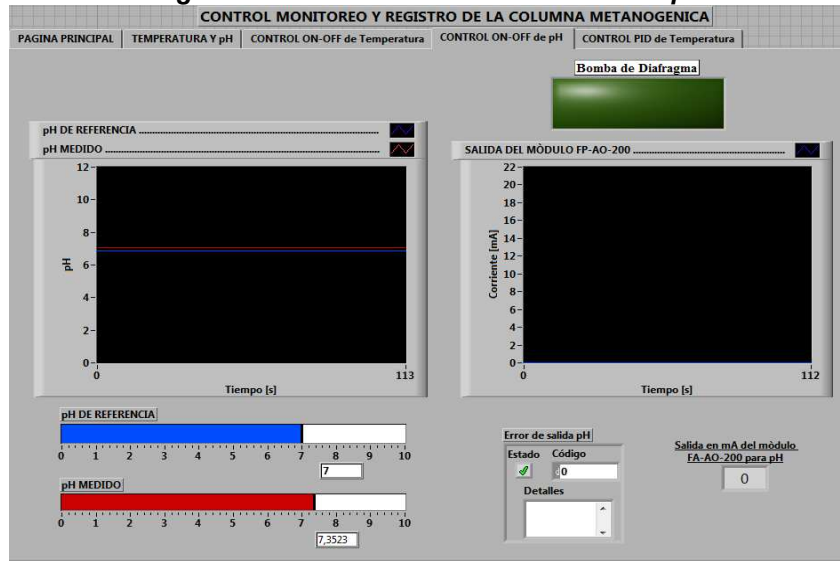 CONTROL MONITOREO Y REGISTRO DE LA COLUMNA METANOGENICA
PAGINA PRINCIPAL TEMPERATURA Y pH CONTROL ON-OFF de Temperatura CONTROL ON-OFF de pH CONTROL PID de Temperatura
Bomba de Diafragma
pH DE REFERENCIA
pH MEDIDO
12
10
8
6
4
2
0
pH
0 113
Tiempo [s]
SALIDA DEL MÒDULO FP-AO-200
22
20
18
16
14
12
10
8
6
4
2
0
Corriente [mA]
0 112
Tiempo [s]
pH DE REFERENCIA
0 1 2 3 4 5 6 7 8 9 10
7
pH MEDIDO
0 1 2 3 4 5 6 7 8 9 10
7,3523
Error de salida pH
Estado Código
0
Detalles
Salida en mA del mòdulo
FA-AO-200 para pH
0